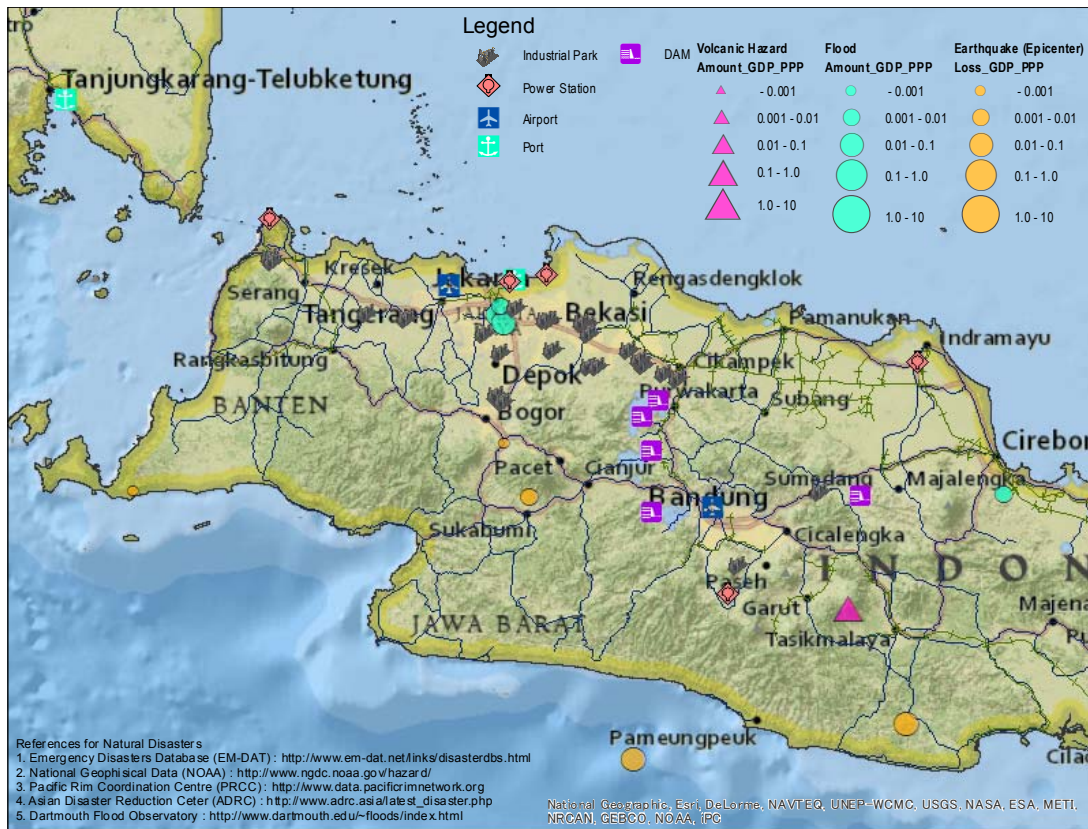 Legend
Industrial Park
Power Station
Airport
Port
DAM
Volcanic Hazard
Amount_GDP_PPP
- 0.001
0.001 - 0.01
0.01 - 0.1
0.1 - 1.0
1.0 - 10
Flood
Amount_GDP_PPP
- 0.001
0.001 - 0.01
0.01 - 0.1
0.1 - 1.0
1.0 - 10
Earthquake (Epicenter)
Loss_GDP_PPP
- 0.001
0.001 - 0.01
0.01 - 0.1
0.1 - 1.0
1.0 - 10
Tanjungkarang-Telubketung
Kresek
Serang
Tangerang
Bekasi
Rengasdengklok
Pamanukan
Indramayu
Rangkasbitung
Depok
Cikampek
Purwakarta
Subang
BANTEN
Bogor
Cirebon
Pacet
Cianjur
Sumedang
Majalengka
Bandung
Sukabumi
Cicalengka
INDON
Paseh
Garut
Majena
JAWA BARAT
Tasikmalaya
Pameungpeuk
Cilac
References for Natural Disasters
1. Emergency Disasters Database (EM-DAT) : http://www.em-dat.net/links/disasterdbs.html
2. National Geophisical Data (NOAA) : http://www.ngdc.noaa.gov/hazard/
3. Pacific Rim Coordination Centre (PRCC) : http://www.data.pacificrimnetwork.org
4. Asian Disaster Reduction Ceter (ADRC) : http://www.adrc.asia/latest_disaster.php
5. Dartmouth Flood Observatory : http://www.dartmouth.edu/~floods/index.html
National Geographic, Esri, DeLorme, NAVTEQ, UNEP-WCMC, USGS, NASA, ESA, METI,
NRCAN, GEBCO, NOAA, iPC